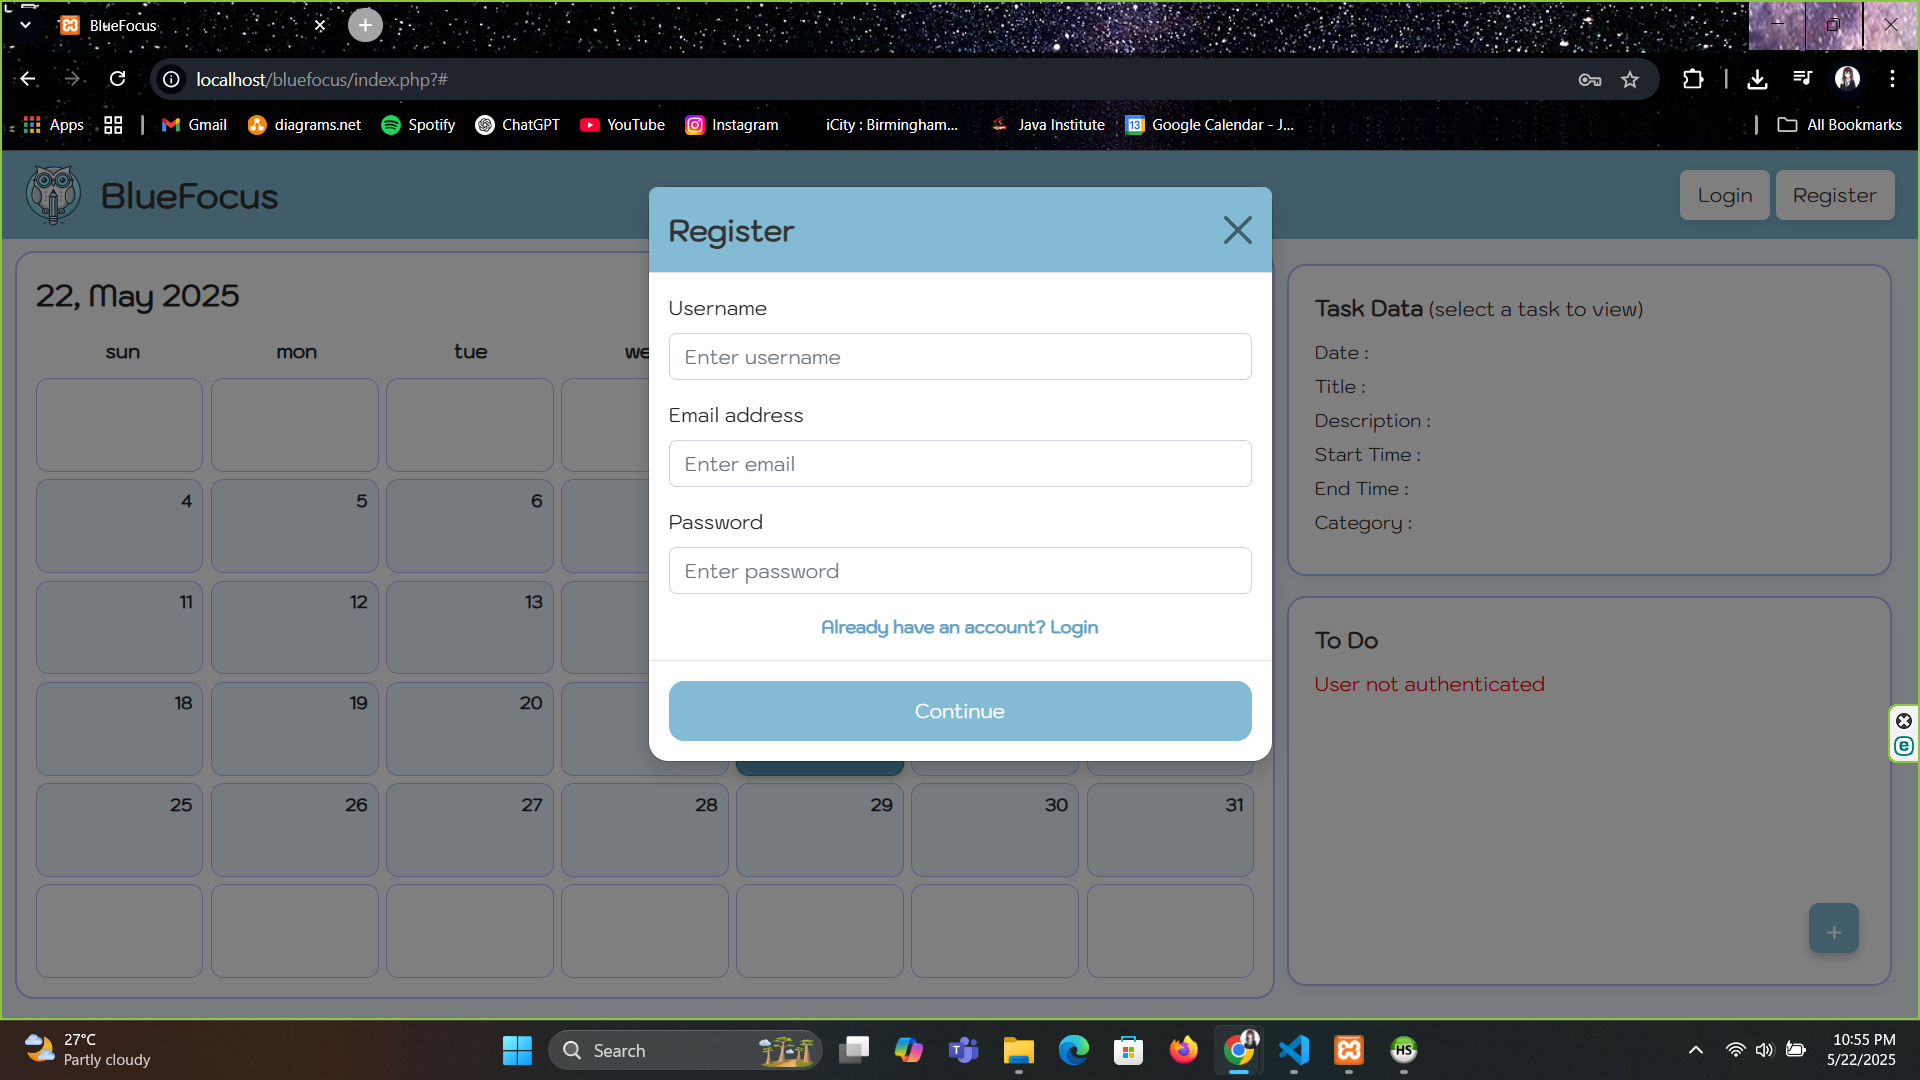 BlueFocus
localhost/bluefocus/index.php?#
Apps
Gmail
diagrams.net
Spotify
ChatGPT
YouTube
Instagram
iCity : Birmingham...
Java Institute
13
Google Calendar - J...
All Bookmarks
BlueFocus
Login
Register
22, May 2025
sun mon tue we
4 5 6
11 12 13
18 19 20
25 26 27 28 29 30 31
Register
Username
Enter username
Email address
Enter email
Password
Enter password
Already have an account? Login
Continue
Task Data (select a task to view)
Date :
Title :
Description :
Start Time :
End Time :
Category :
To Do
User not authenticated
+
27°C
Partly cloudy
Search
HS
10:55 PM
5/22/2025